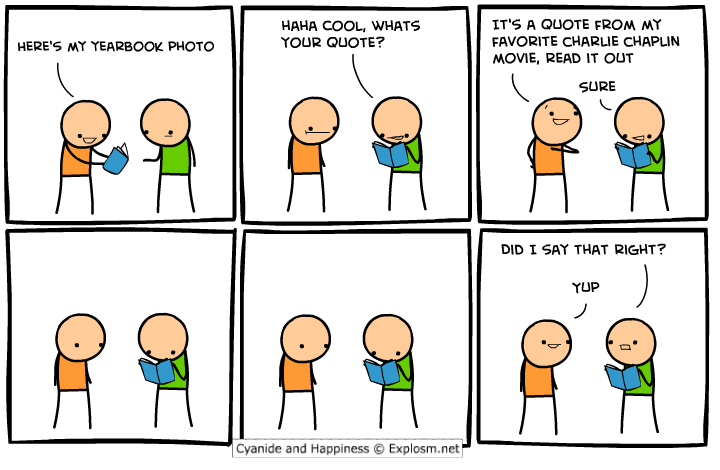 HERE'S MY YEARBOOK PHOTO
HAHA COOL, WHATS
YOUR QUOTE?
IT'S A QUOTE FROM MY
FAVORITE CHARLIE CHAPLIN
MOVIE, READ IT OUT
SURE
DID I SAY THAT RIGHT?
YUP
Cyanide and Happiness © Explosm.net